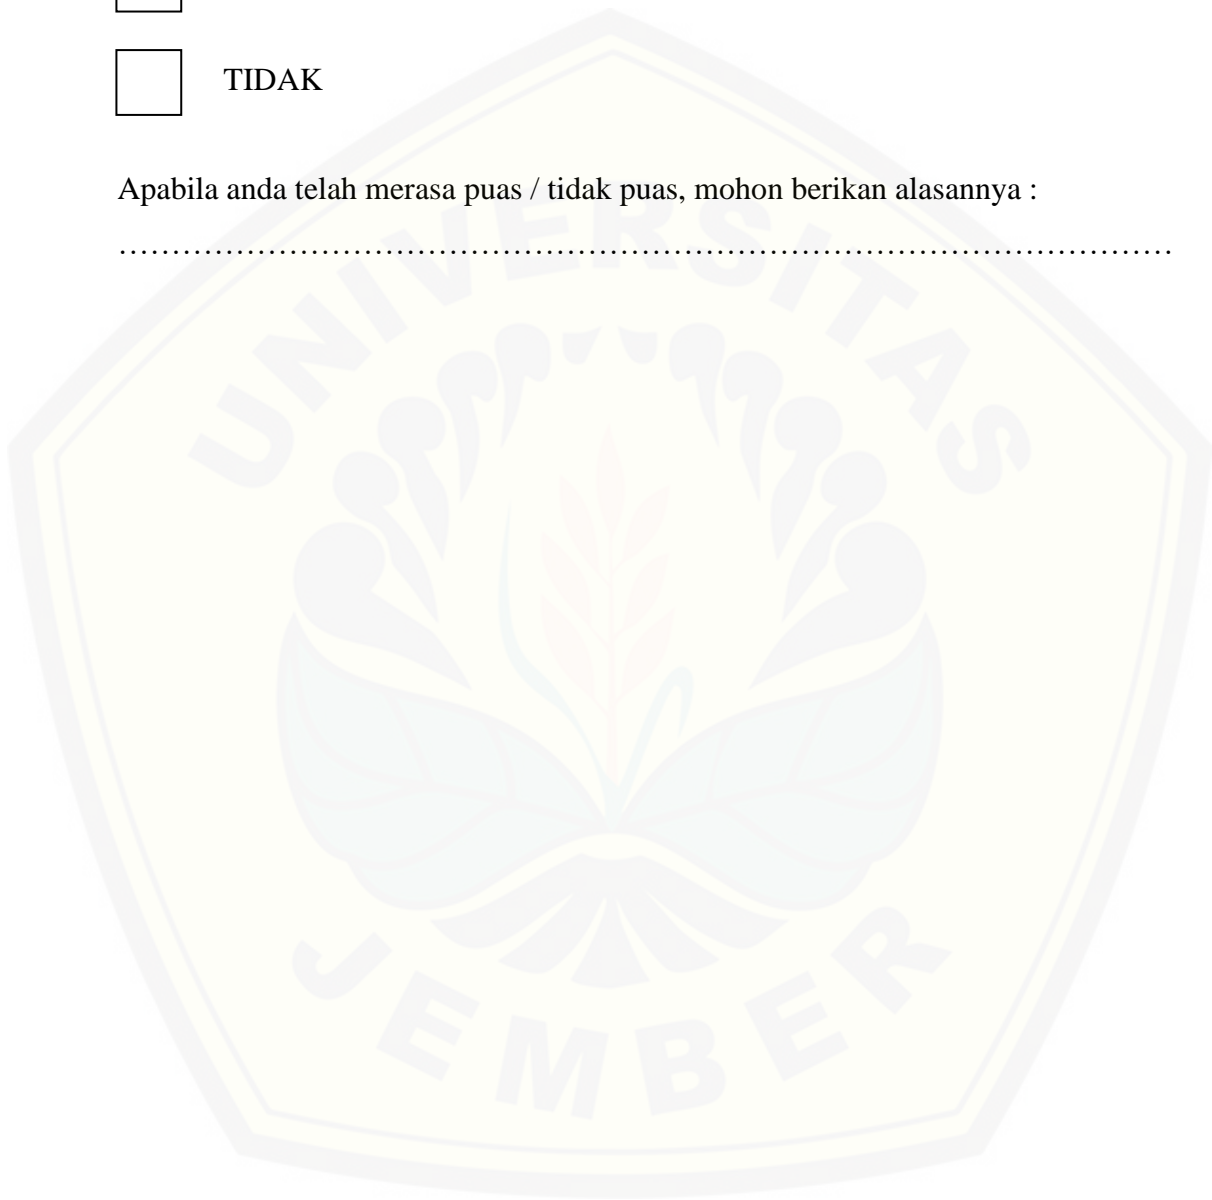 TIDAK
Apabila anda telah merasa puas / tidak puas, mohon berikan alasannya :
……………………………………………………………………………………
UNIVERSITAS
JEMBER